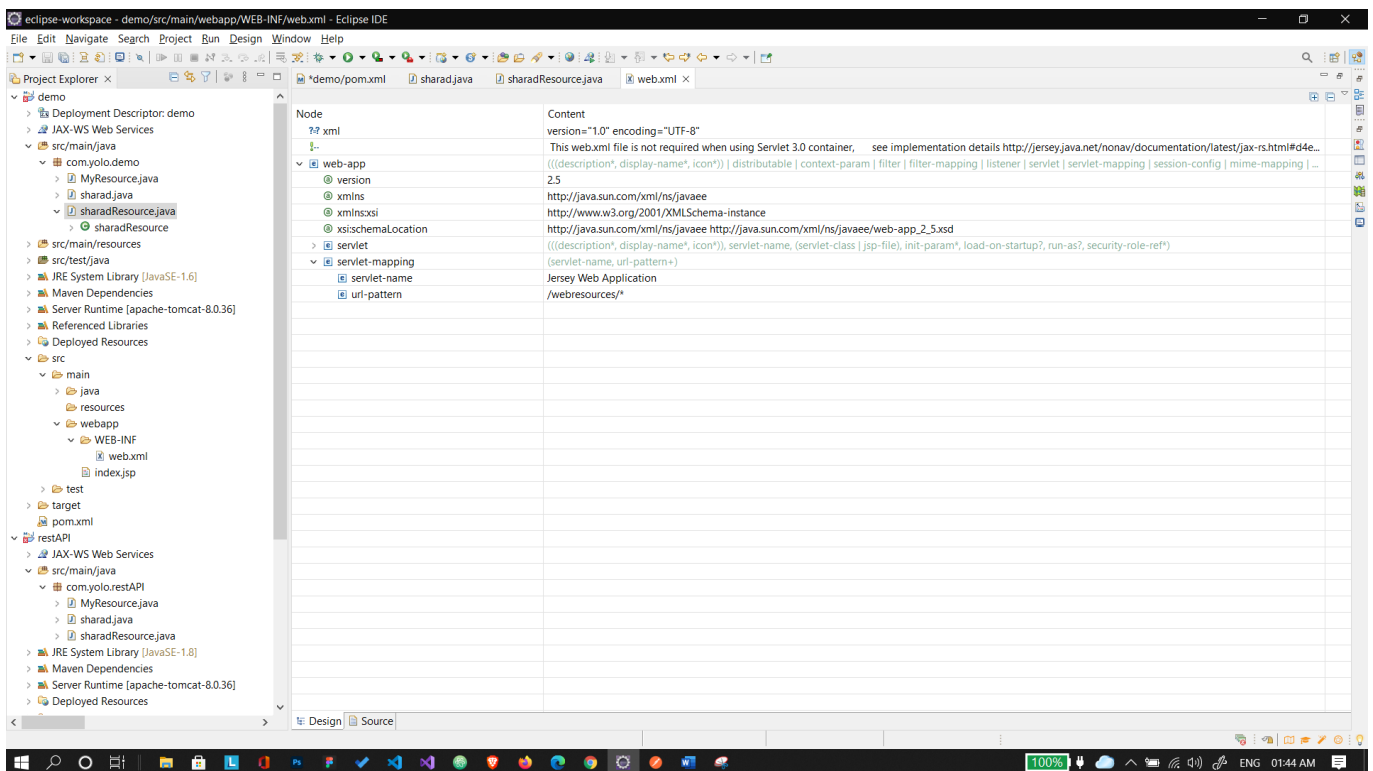 eclipse-workspace - demo/src/main/webapp/WEB-INF/web.xml - Eclipse IDE
File Edit Navigate Search Project Run Design Window Help
Project Explorer
*demo/pom.xml sharad.java sharadResource.java web.xml
demo
Deployment Descriptor: demo
JAX-WS Web Services
src/main/java
com.yolo.demo
MyResource.java
sharad.java
sharadResource.java
sharadResource
src/main/resources
src/test/java
JRE System Library [JavaSE-1.6]
Maven Dependencies
Server Runtime [apache-tomcat-8.0.36]
Referenced Libraries
Deployed Resources
src
main
java
resources
webapp
WEB-INF
web.xml
index.jsp
test
target
pom.xml
restAPI
JAX-WS Web Services
src/main/java
com.yolo.restAPI
MyResource.java
sharad.java
sharadResource.java
JRE System Library [JavaSE-1.8]
Maven Dependencies
Server Runtime [apache-tomcat-8.0.36]
Deployed Resources
Node Content
?-? xml version="1.0" encoding="UTF-8"
This web.xml file is not required when using Servlet 3.0 container, see implementation details http://jersey.java.net/nonav/documentation/latest/jax-rs.html#d4e...
web-app (((description*, display-name*, icon*)) | distributable | context-param | filter | filter-mapping | listener | servlet | servlet-mapping | session-config | mime-mapping | ...
version 2.5
xmlns http://java.sun.com/xml/ns/javaee
xmlns:xsi http://www.w3.org/2001/XMLSchema-instance
xsi:schemaLocation http://java.sun.com/xml/ns/javaee http://java.sun.com/xml/ns/javaee/web-app_2_5.xsd
servlet (((description*, display-name*, icon*)), servlet-name, (servlet-class | jsp-file), init-param*, load-on-startup?, run-as?, security-role-ref*)
servlet-mapping (servlet-name, url-pattern+)
servlet-name Jersey Web Application
url-pattern /webresources/*
Design Source
100% ENG 01:44 AM